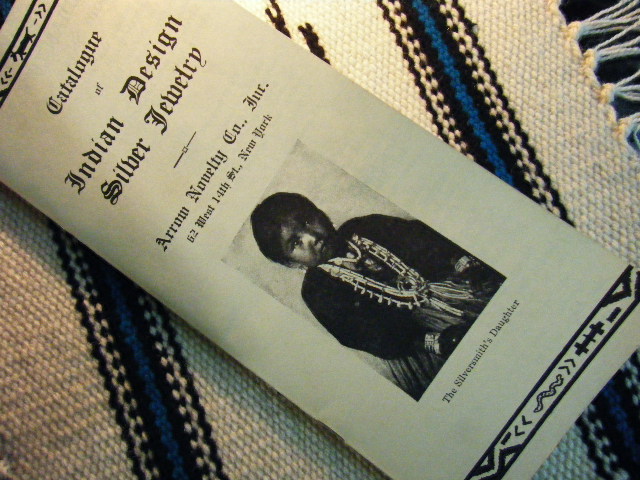 Catalogue
of
Indian Design
Silver Jewelry
Arrow Novelty Co., Inc.
62 West 14th St., New York
The Silversmith's Daughter